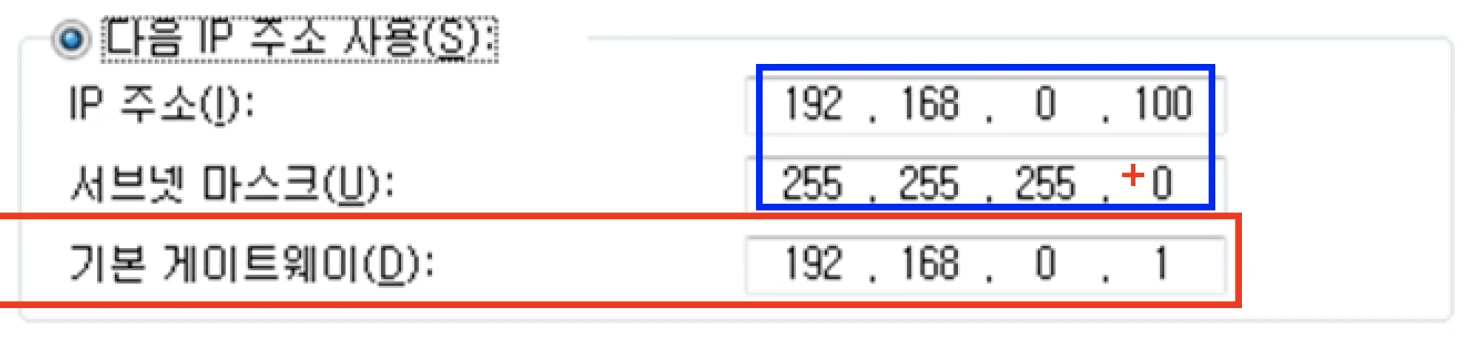 다음 IP 주소 사용(S):
IP 주소(I): 192 . 168 . 0 . 100
서브넷 마스크(U): 255 . 255 . 255 . + 0
기본 게이트웨이(D): 192 . 168 . 0 . 1